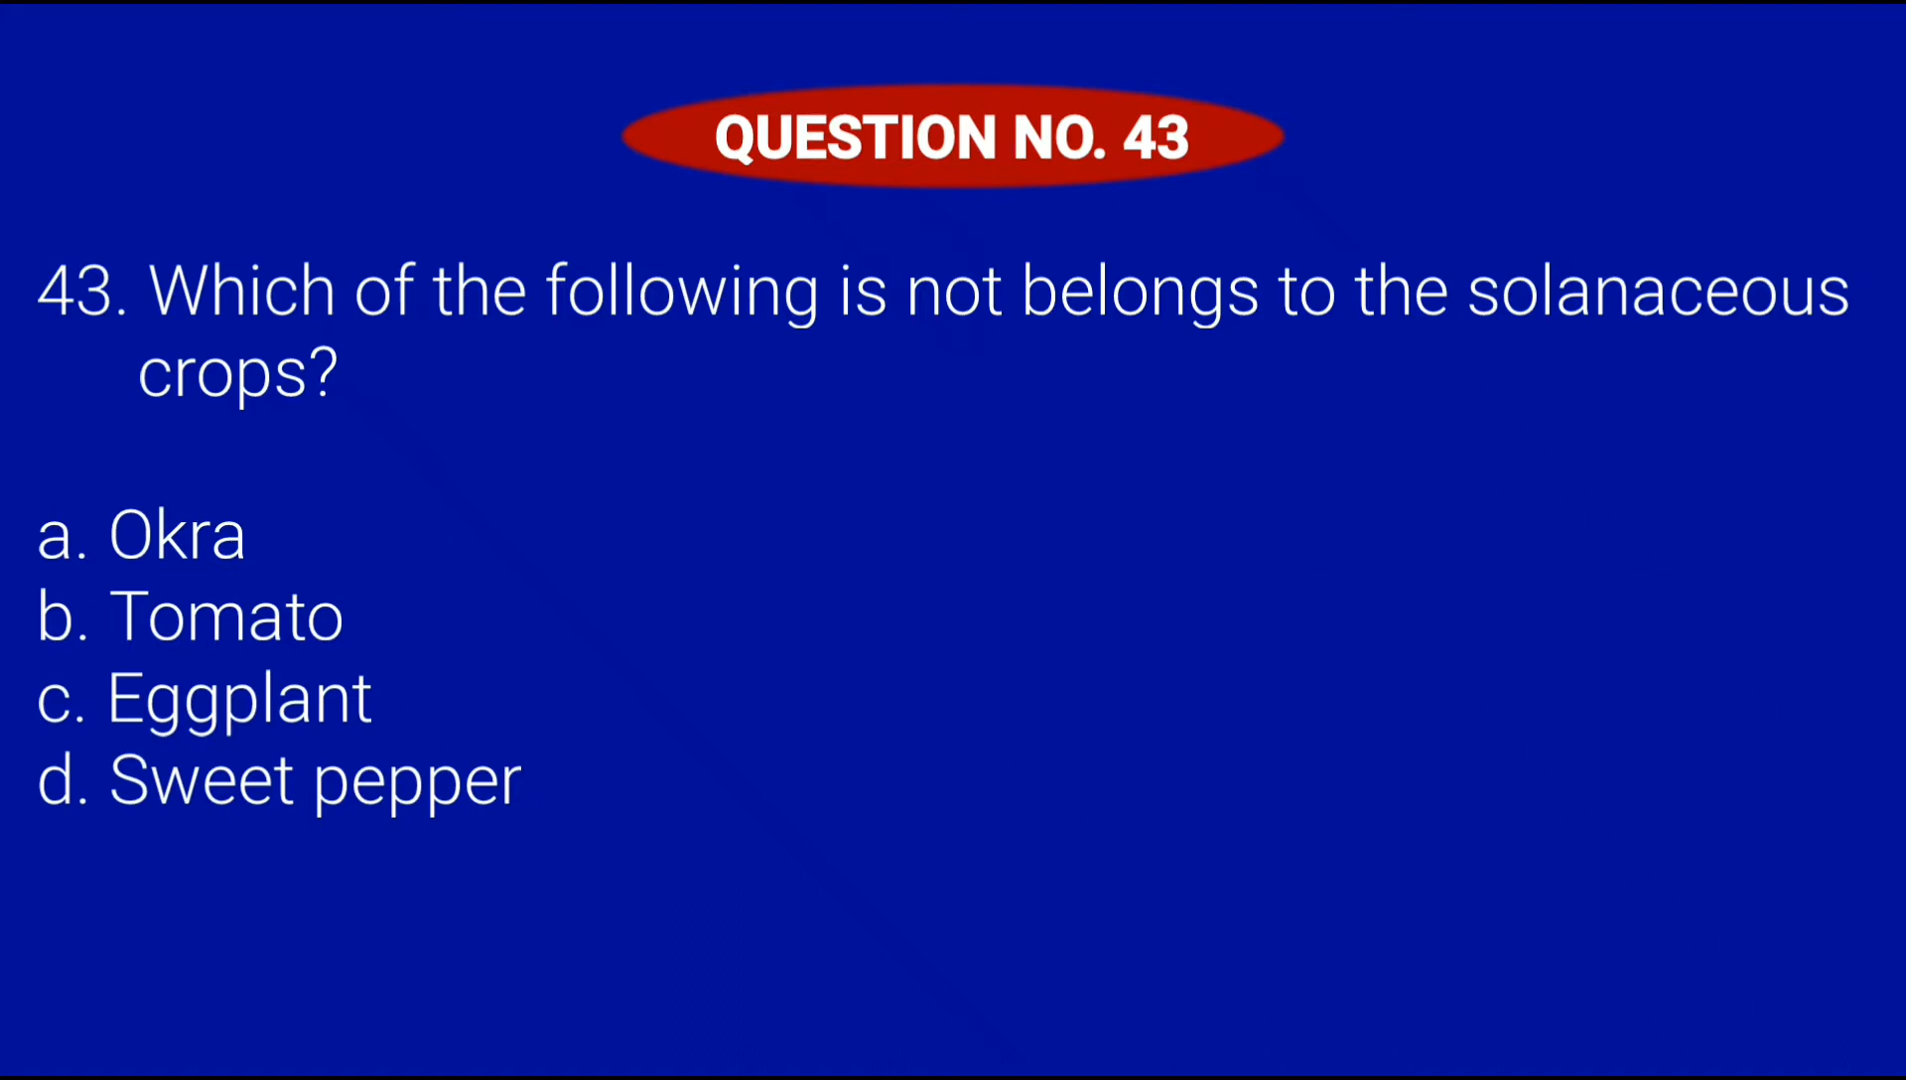 QUESTION NO. 43
43. Which of the following is not belongs to the solanaceous
crops?
a. Okra
b. Tomato
c. Eggplant
d. Sweet pepper